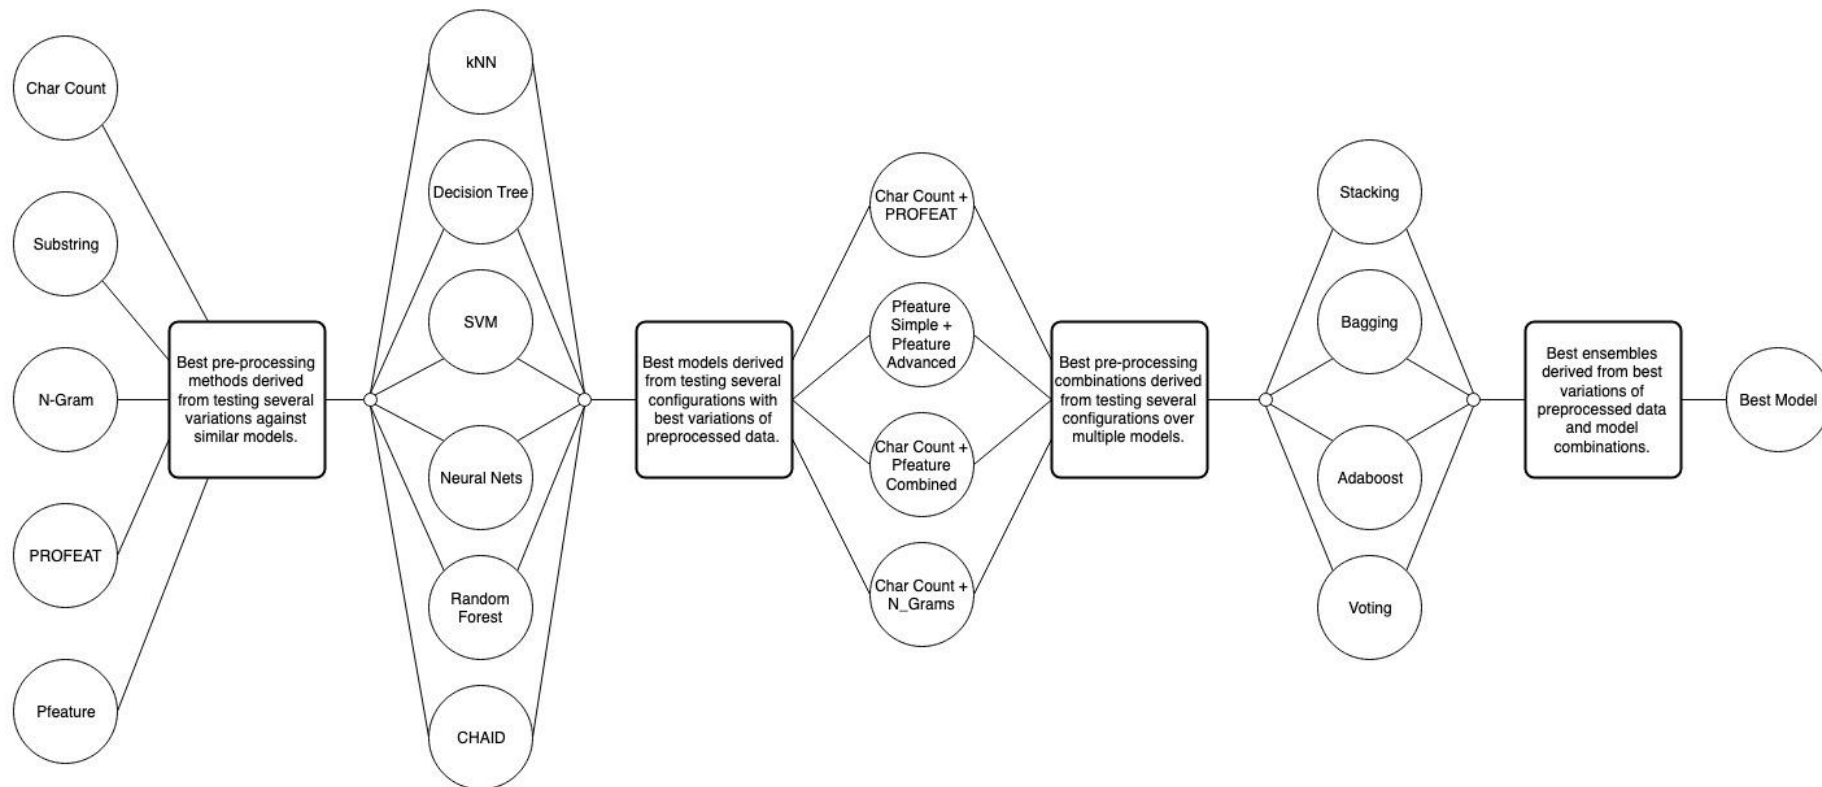 Char Count
Substring
N-Gram
PROFEAT
Pfeature
Best pre-processing
methods derived
from testing several
variations against
similar models.
kNN
Decision Tree
SVM
Neural Nets
Random
Forest
CHAID
Best models derived
from testing several
configurations with
best variations of
preprocessed data.
Char Count +
PROFEAT
Pfeature
Simple +
Pfeature
Advanced
Char Count +
Pfeature
Combined
Char Count +
N_Grams
Best pre-processing
combinations derived
from testing several
configurations over
multiple models.
Stacking
Bagging
Adaboost
Voting
Best ensembles
derived from best
variations of
preprocessed data
and model
combinations.
Best Model